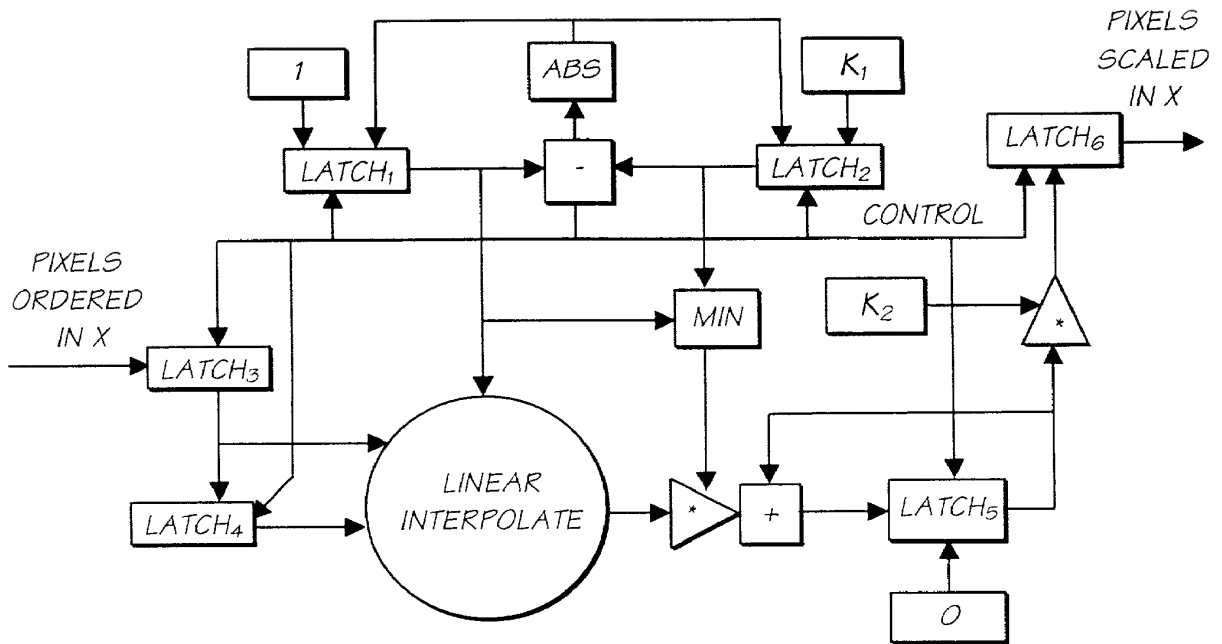 1
ABS
K₁
PIXELS
SCALED
IN X
LATCH₁
-
LATCH₂
LATCH₆
CONTROL
PIXELS
ORDERED
IN X
MIN
K₂
*
LATCH₃
LINEAR
INTERPOLATE
LATCH₄
*
+
LATCH₅
0